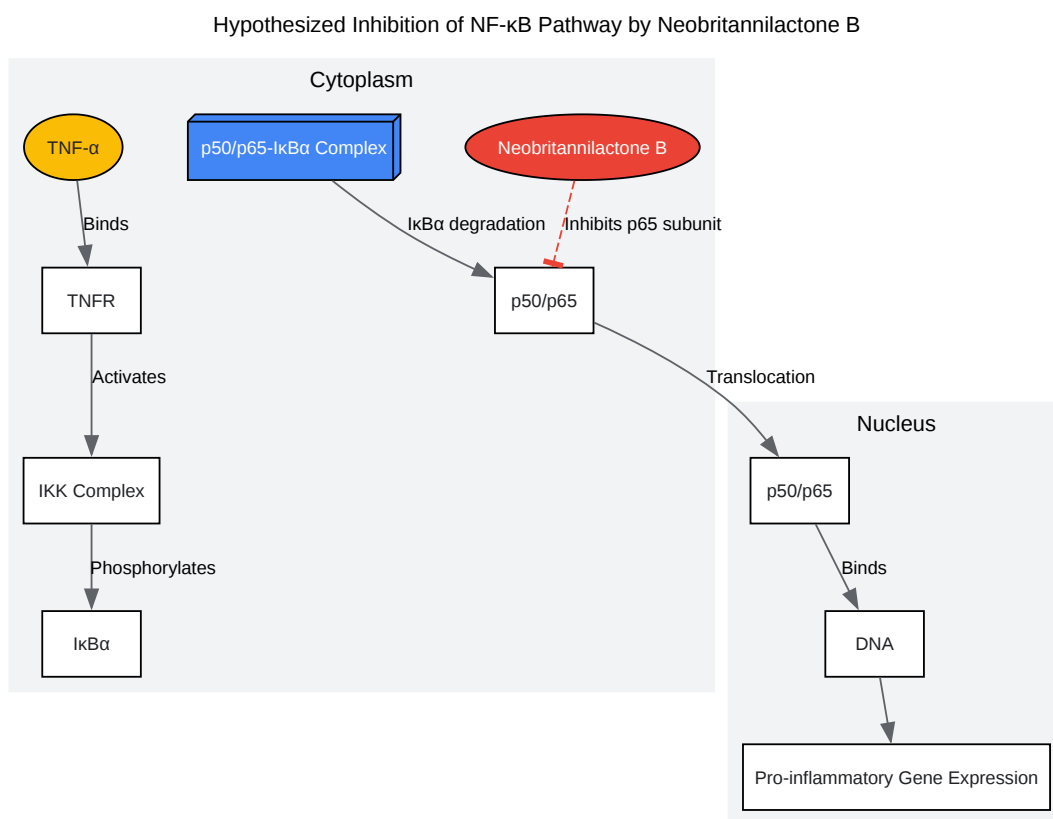 Hypothesized Inhibition of NF-κB Pathway by Neobritannilactone B
Cytoplasm
TNF-α
p50/p65-IκBα Complex
Neobritannilactone B
Binds
IκBα degradation
Inhibits p65 subunit
TNFR
p50/p65
Activates
Translocation
Nucleus
IKK Complex
p50/p65
Phosphorylates
Binds
IκBα
DNA
Pro-inflammatory Gene Expression